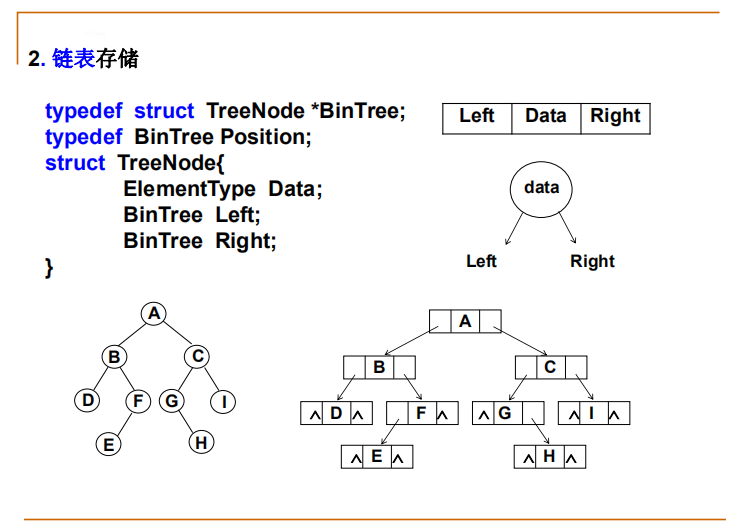 2. 链表存储
typedef struct TreeNode *BinTree;
typedef BinTree Position;
struct TreeNode{
ElementType Data;
BinTree Left;
BinTree Right;
}
Left Data Right
data
Left Right
A
B C
D F G I
E H
A
B C
∧ D ∧ F ∧ ∧ G ∧ I ∧
∧ E ∧ ∧ H ∧